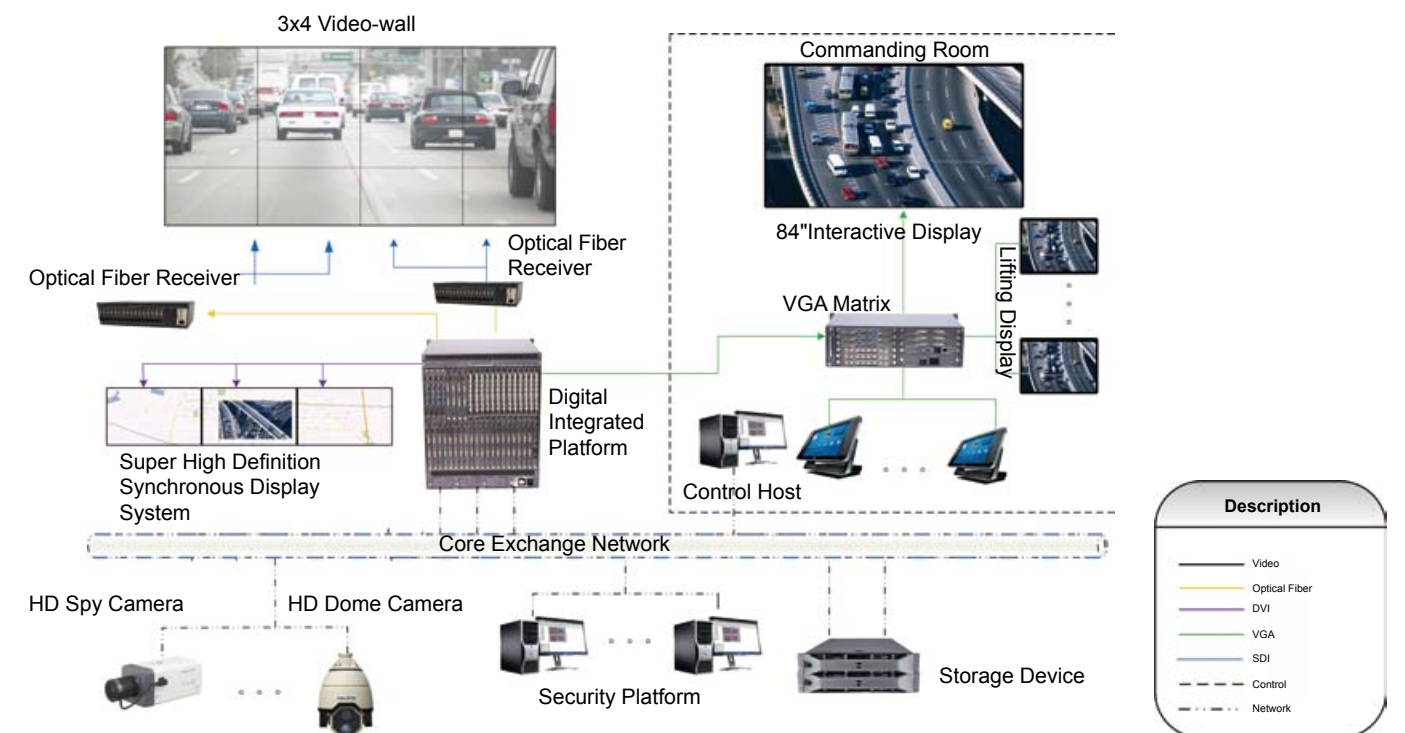 3x4 Video-wall
Commanding Room
84"Interactive Display
Optical Fiber
Receiver
Optical Fiber Receiver
Lifting Display
VGA Matrix
Digital
Integrated
Platform
Super High Definition
Synchronous Display
System
Control Host
Core Exchange Network
HD Spy Camera
HD Dome Camera
Security Platform
Storage Device
Description
Video
Optical Fiber
DVI
VGA
SDI
Control
Network